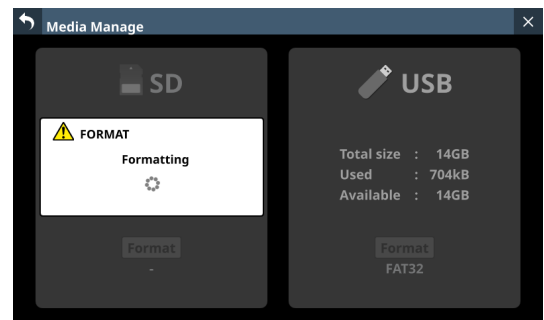 Media Manage
SD
FORMAT
Formatting
Format
-
USB
Total size : 14GB
Used : 704kB
Available : 14GB
Format
FAT32